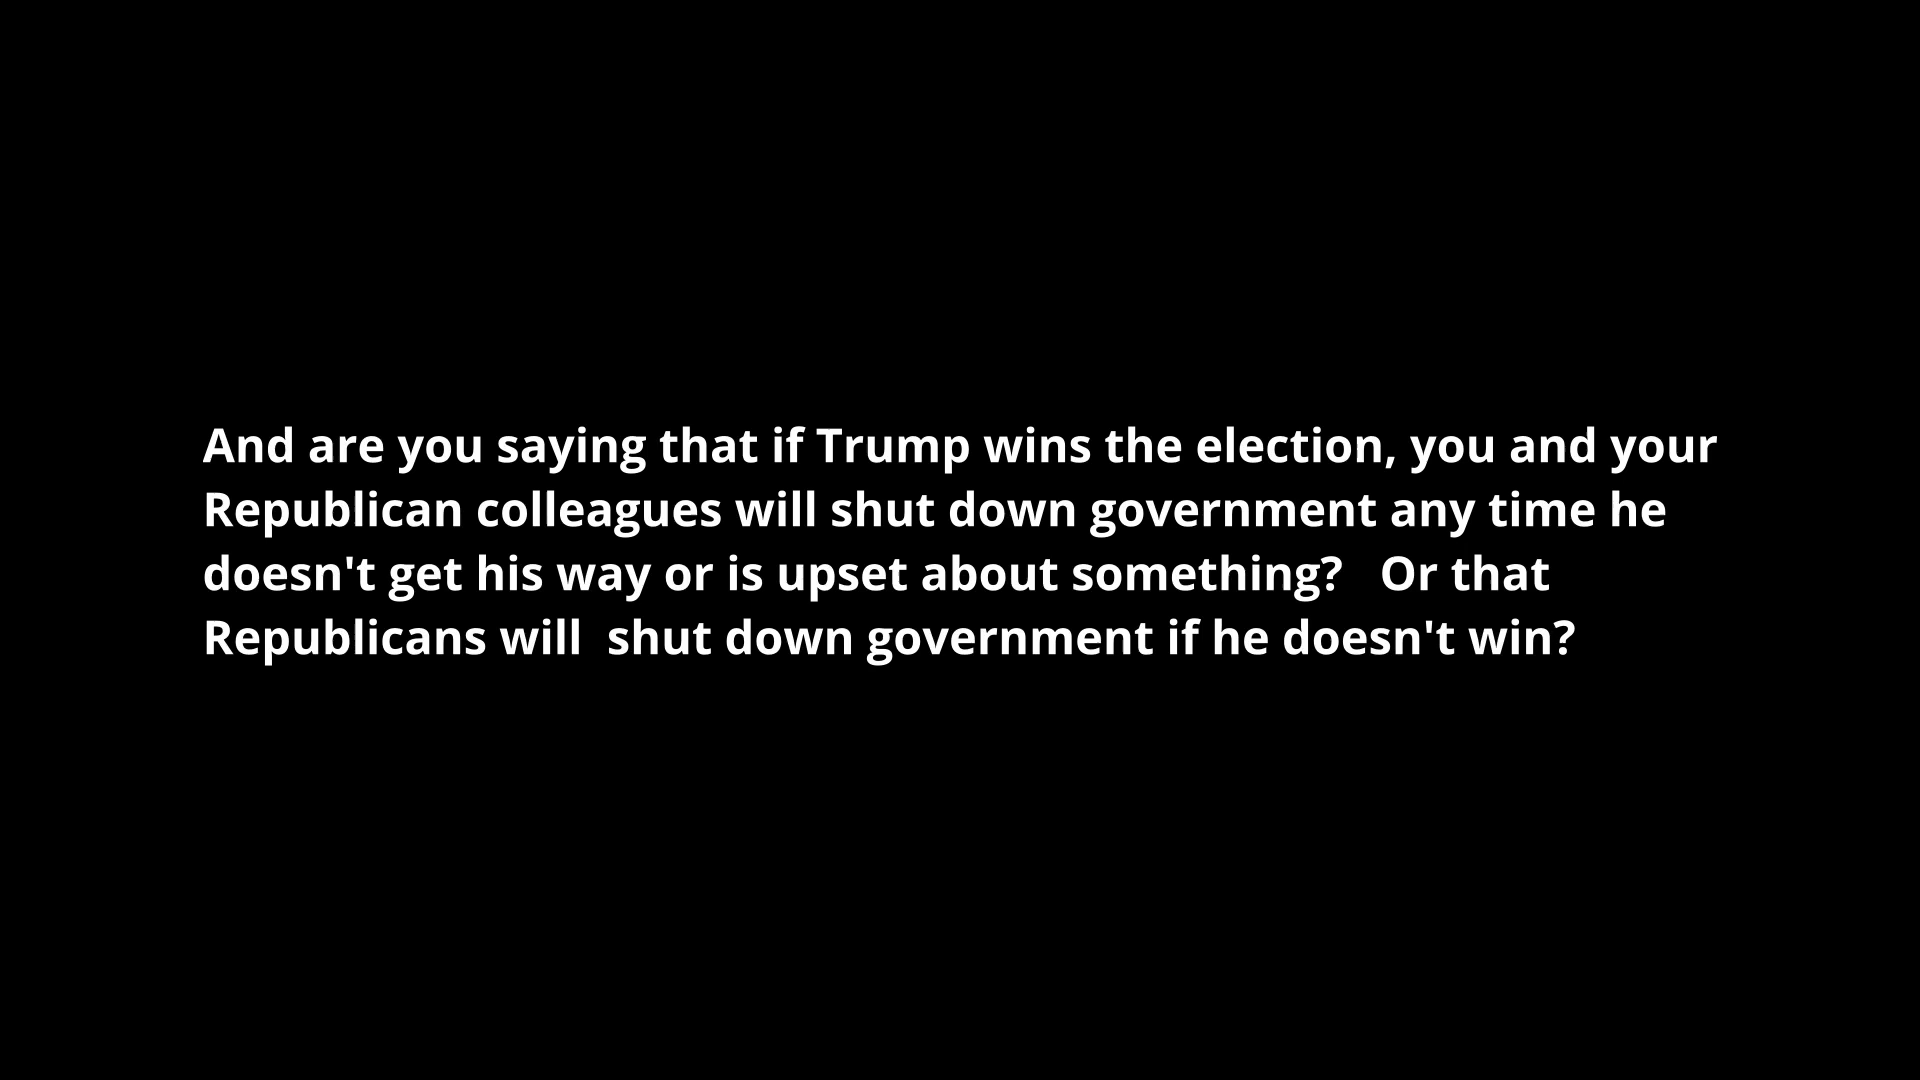 And are you saying that if Trump wins the election, you and your
Republican colleagues will shut down government any time he
doesn't get his way or is upset about something?   Or that
Republicans will  shut down government if he doesn't win?